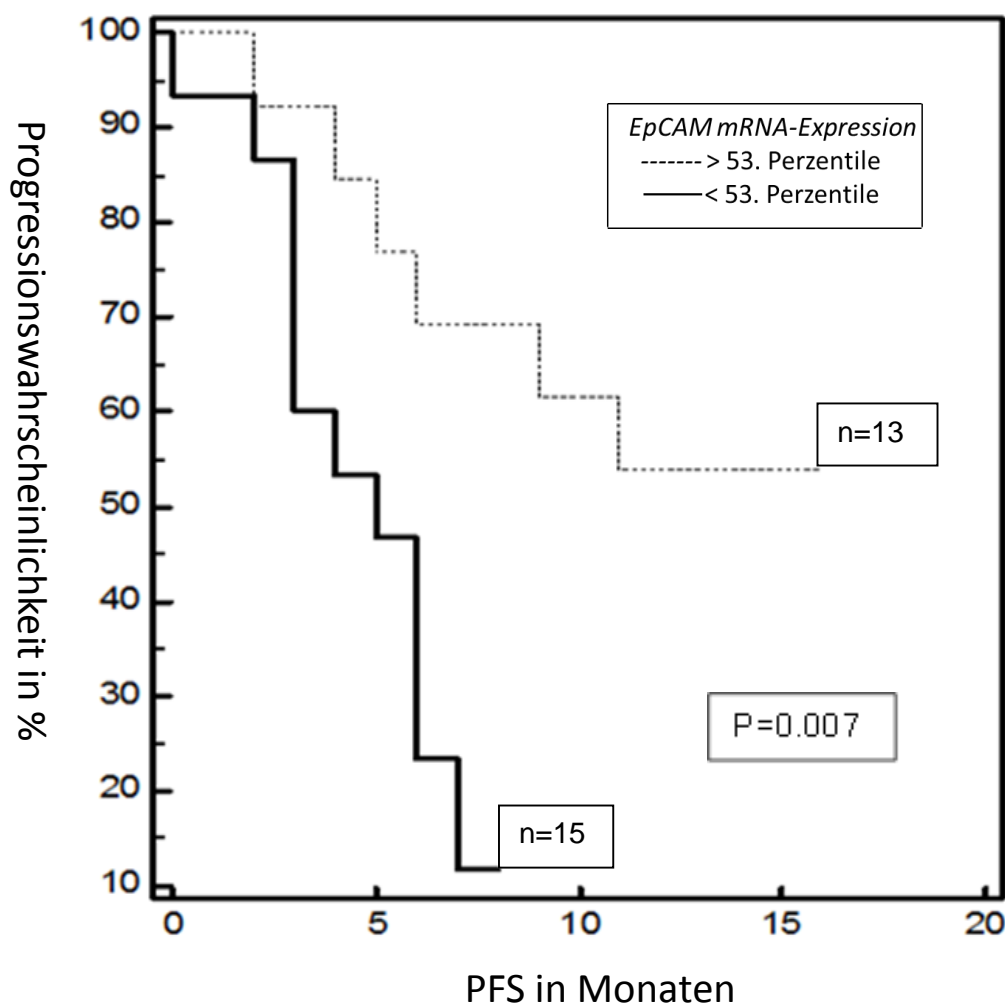 Progressionswahrscheinlichkeit in %
100
90
80
70
60
50
40
30
20
10
EpCAM mRNA-Expression
------- > 53. Perzentile
——— < 53. Perzentile
n=13
P=0.007
n=15
0 5 10 15 20
PFS in Monaten